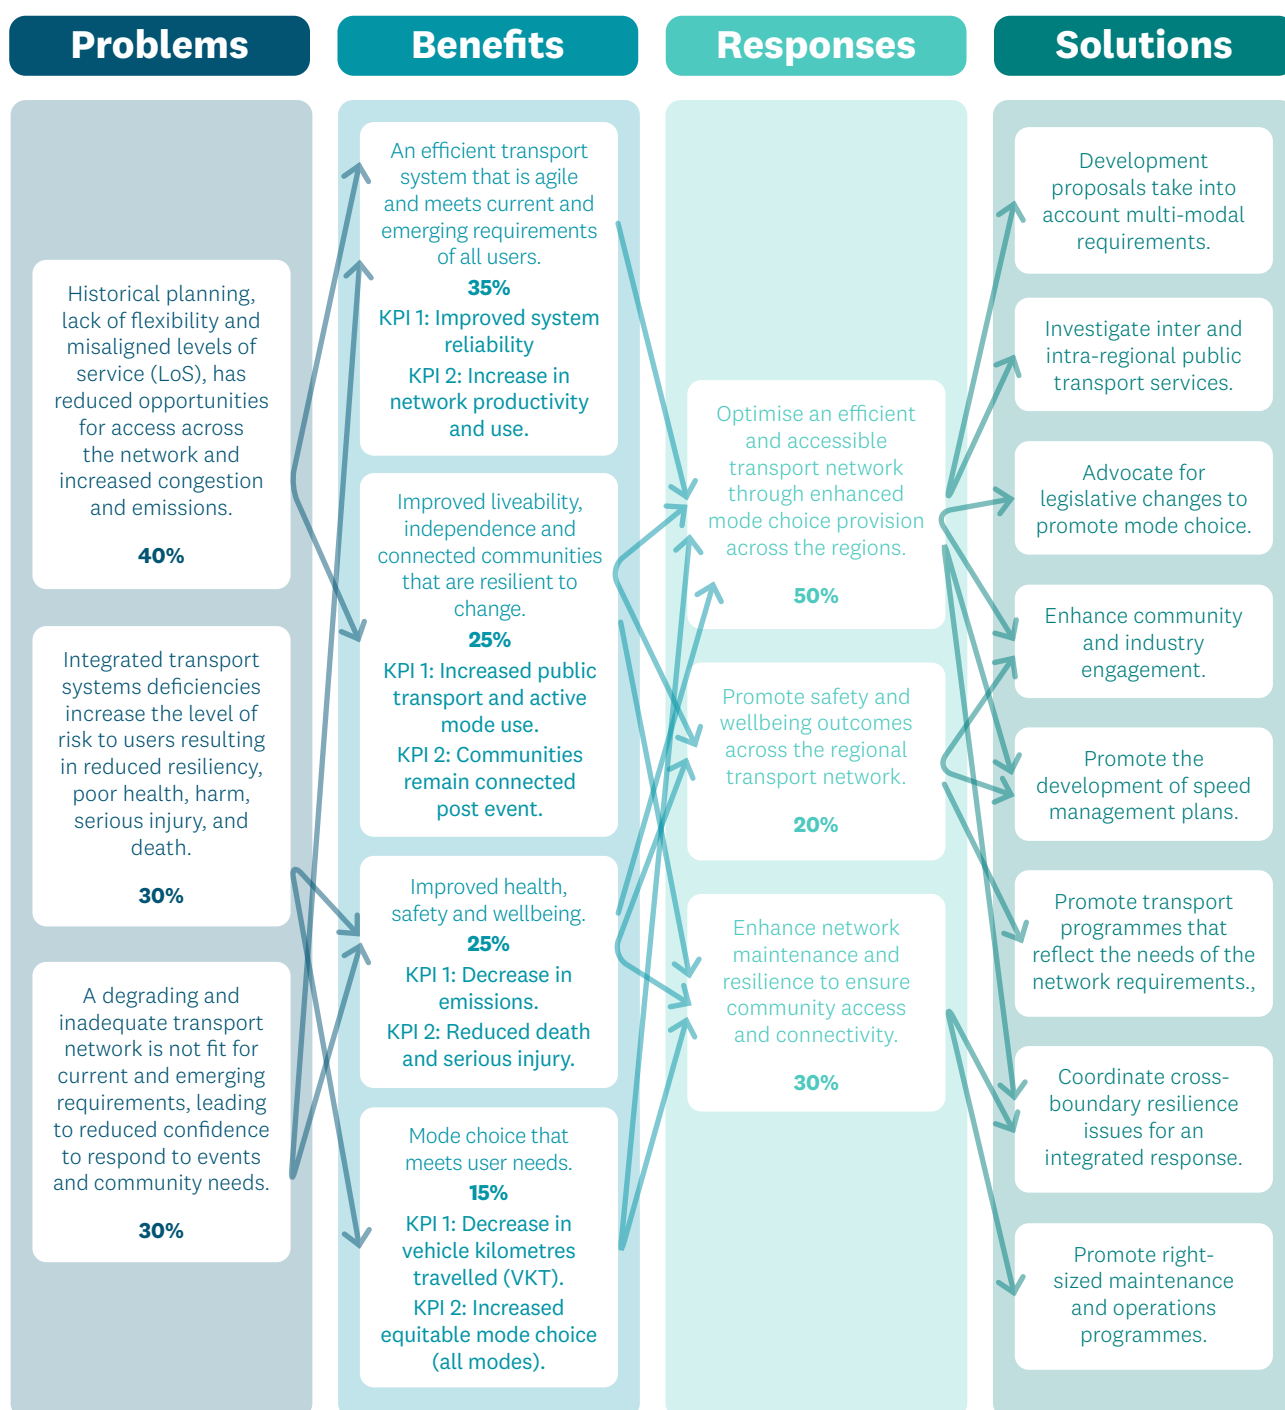 Problems
Historical planning,
lack of flexibility and
misaligned levels of
service (LoS), has
reduced opportunities
for access across
the network and
increased congestion
and emissions.
40%
Integrated transport
systems deficiencies
increase the level of
risk to users resulting
in reduced resiliency,
poor health, harm,
serious injury, and
death.
30%
A degrading and
inadequate transport
network is not fit for
current and emerging
requirements, leading
to reduced confidence
to respond to events
and community needs.
30%
Benefits
An efficient transport
system that is agile
and meets current and
emerging requirements
of all users.
35%
KPI 1: Improved system
reliability
KPI 2: Increase in
network productivity
and use.
Improved liveability,
independence and
connected communities
that are resilient to
change.
25%
KPI 1: Increased public
transport and active
mode use.
KPI 2: Communities
remain connected
post event.
Improved health,
safety and wellbeing.
25%
KPI 1: Decrease in
emissions.
KPI 2: Reduced death
and serious injury.
Mode choice that
meets user needs.
15%
KPI 1: Decrease in
vehicle kilometres
travelled (VKT).
KPI 2: Increased
equitable mode choice
(all modes).
Responses
Optimise an efficient
and accessible
transport network
through enhanced
mode choice provision
across the regions.
50%
Promote safety and
wellbeing outcomes
across the regional
transport network.
20%
Enhance network
maintenance and
resilience to ensure
community access
and connectivity.
30%
Solutions
Development
proposals take into
account multi-modal
requirements.
Investigate inter and
intra-regional public
transport services.
Advocate for
legislative changes to
promote mode choice.
Enhance community
and industry
engagement.
Promote the
development of speed
management plans.
Promote transport
programmes that
reflect the needs of the
network requirements.,
Coordinate cross-
boundary resilience
issues for an
integrated response.
Promote right-
sized maintenance
and operations
programmes.